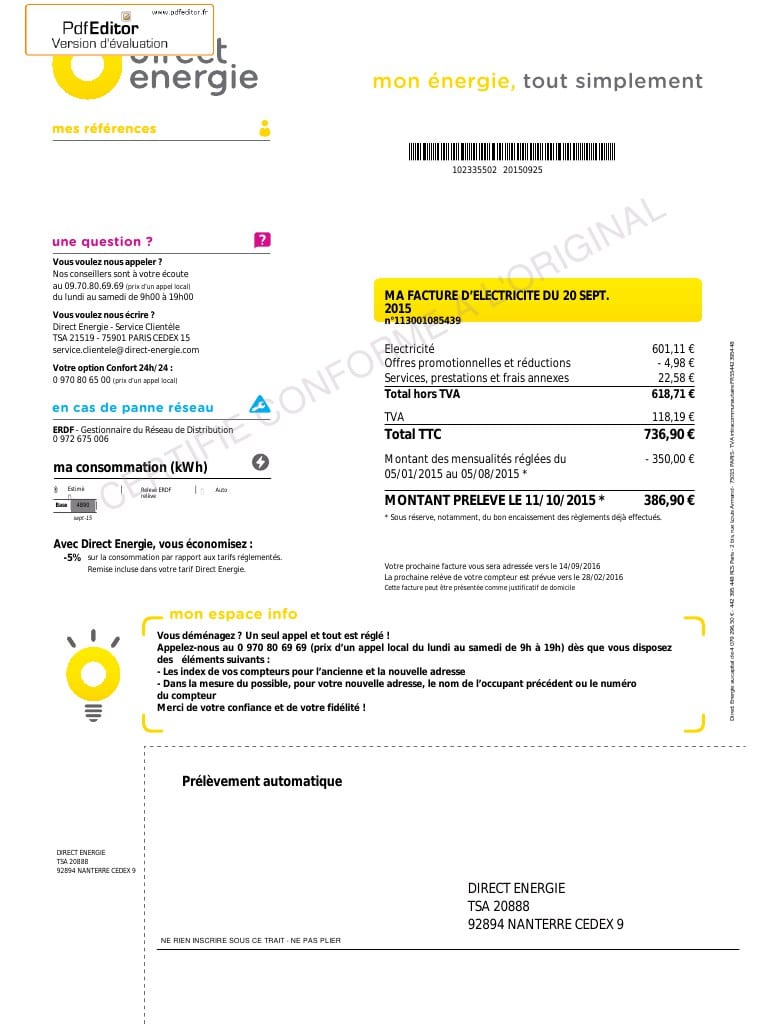 www.pdfeditor.fr
PdfEditor
Version d'évaluation
direct
energie
mon énergie, tout simplement
mes références
102335502 20150925
une question ?
?
Vous voulez nous appeler ?
Nos conseillers sont à votre écoute
au 09.70.80.69.69 (prix d'un appel local)
du lundi au samedi de 9h00 à 19h00
Vous voulez nous écrire ?
Direct Energie - Service Clientèle
TSA 21519 - 75901 PARIS CEDEX 15
service.clientele@direct-energie.com
Votre option Confort 24h/24 :
0 970 80 65 00 (prix d'un appel local)
en cas de panne réseau
ERDF - Gestionnaire du Réseau de Distribution
0 972 675 006
ma consommation (kWh)
Estimé
Relevé ERDF
relève
Auto
Base 4890
sept-15
Avec Direct Energie, vous économisez :
-5% sur la consommation par rapport aux tarifs réglementés.
Remise incluse dans votre tarif Direct Energie.
CERTIFIE CONFORME A L'ORIGINAL
MA FACTURE D'ELECTRICITE DU 20 SEPT.
2015
n°113001085439
Electricité 601,11 €
Offres promotionnelles et réductions - 4,98 €
Services, prestations et frais annexes 22,58 €
Total hors TVA 618,71 €
TVA 118,19 €
Total TTC 736,90 €
Montant des mensualités réglées du - 350,00 €
05/01/2015 au 05/08/2015 *
MONTANT PRELEVE LE 11/10/2015 * 386,90 €
* Sous réserve, notamment, du bon encaissement des règlements déjà effectués.
Votre prochaine facture vous sera adressée vers le 14/09/2016
La prochaine relève de votre compteur est prévue vers le 28/02/2016
Cette facture peut être présentée comme justificatif de domicile
Direct Energie au capital de 4 079 296,50 € - 442 395 448 RCS Paris - 2 bis, rue Louis Armand - 75015 PARIS - TVA intracommunautaire FR55442395448
mon espace info
Vous déménagez ? Un seul appel et tout est réglé !
Appelez-nous au 0 970 80 69 69 (prix d'un appel local du lundi au samedi de 9h à 19h) dès que vous disposez
des éléments suivants :
- Les index de vos compteurs pour l'ancienne et la nouvelle adresse
- Dans la mesure du possible, pour votre nouvelle adresse, le nom de l'occupant précédent ou le numéro
du compteur
Merci de votre confiance et de votre fidélité !
Prélèvement automatique
DIRECT ENERGIE
TSA 20888
92894 NANTERRE CEDEX 9
DIRECT ENERGIE
TSA 20888
92894 NANTERRE CEDEX 9
NE RIEN INSCRIRE SOUS CE TRAIT - NE PAS PLIER